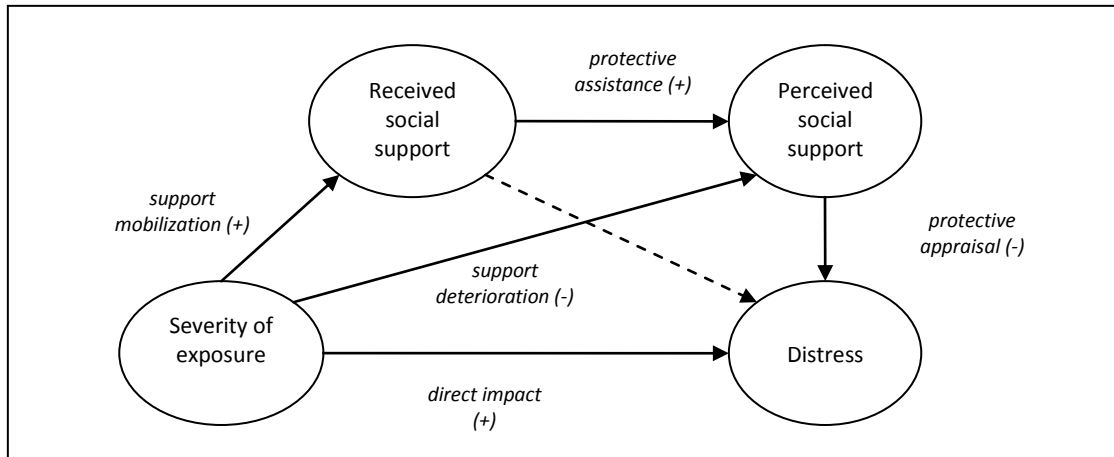 protective
assistance (+)
Received
social
support
Perceived
social
support
support
mobilization (+)
protective
appraisal (-)
support
deterioration (-)
Severity of
exposure
Distress
direct impact
(+)